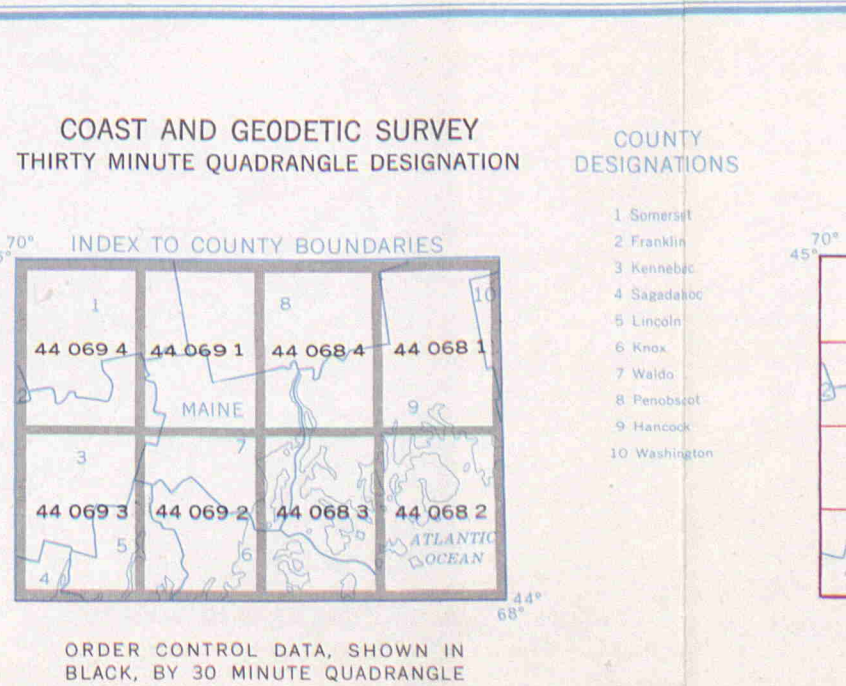 COAST AND GEODETIC SURVEY
THIRTY MINUTE QUADRANGLE DESIGNATION
COUNTY
DESIGNATIONS
1 Somerset
2 Franklin
3 Kennebec
4 Sagadahoc
5 Lincoln
6 Knox
7 Waldo
8 Penobscot
9 Hancock
10 Washington
70° INDEX TO COUNTY BOUNDARIES
1
8
10
44 069 4 44 069 1 44 068 4 44 068 1
2
MAINE
9
3
7
44 069 3 44 069 2 44 068 3 44 068 2
5
6
ATLANTIC
OCEAN
4
44°
68°
70°
45°
2
ORDER CONTROL DATA, SHOWN IN
BLACK, BY 30 MINUTE QUADRANGLE